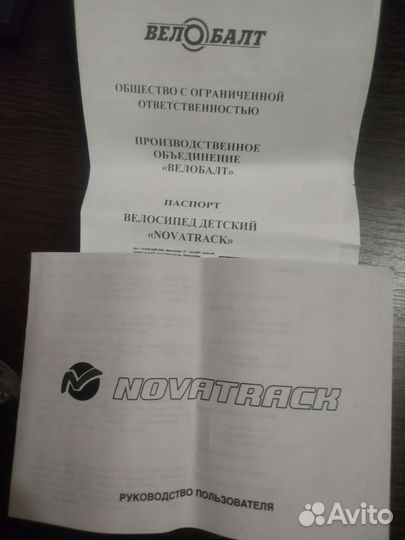 ВЕЛОБАЛТ
ОБЩЕСТВО С ОГРАНИЧЕННОЙ
ОТВЕТСТВЕННОСТЬЮ
ПРОИЗВОДСТВЕННОЕ
ОБЪЕДИНЕНИЕ
«ВЕЛОБАЛТ»
ПАСПОРТ
ВЕЛОСИПЕД ДЕТСКИЙ
«NOVATRACK»
NOVATRACK
РУКОВОДСТВО ПОЛЬЗОВАТЕЛЯ
Avito